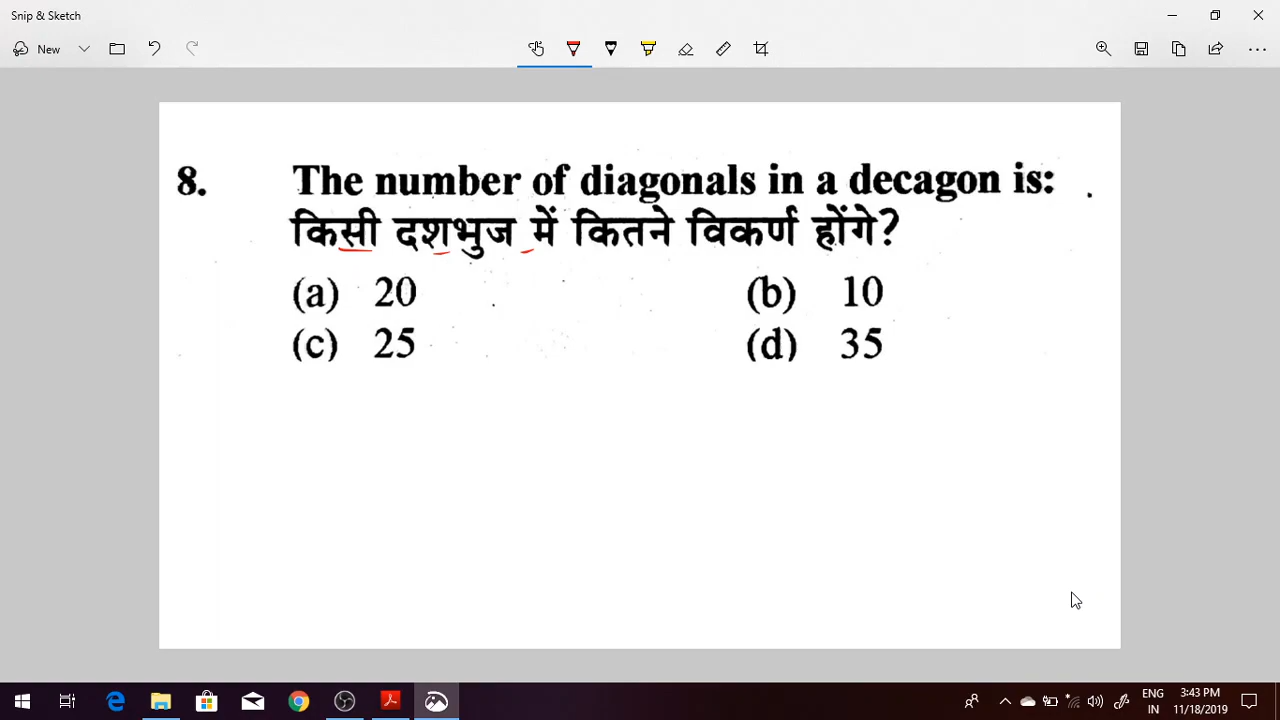 Snip & Sketch
New
8. The number of diagonals in a decagon is:
किसी दशभुज में कितने विकर्ण होंगे?
(a) 20 (b) 10
(c) 25 (d) 35
ENG 3:43 PM
IN 11/18/2019